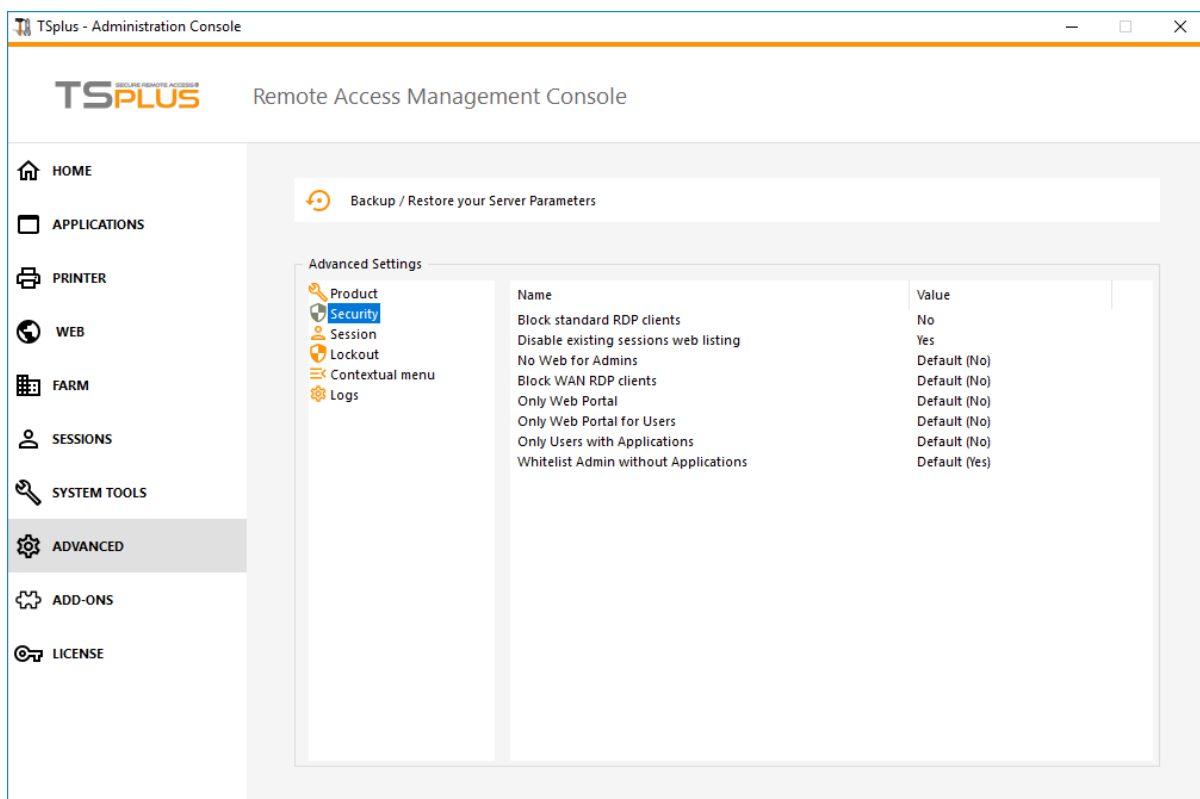 TSplus - Administration Console
SECURE REMOTE ACCESS®
TSPLUS
Remote Access Management Console
HOME
APPLICATIONS
PRINTER
WEB
FARM
SESSIONS
SYSTEM TOOLS
ADVANCED
ADD-ONS
LICENSE
Backup / Restore your Server Parameters
Advanced Settings
Product
Security
Session
Lockout
Contextual menu
Logs
Name Value
Block standard RDP clients No
Disable existing sessions web listing Yes
No Web for Admins Default (No)
Block WAN RDP clients Default (No)
Only Web Portal Default (No)
Only Web Portal for Users Default (No)
Only Users with Applications Default (No)
Whitelist Admin without Applications Default (Yes)